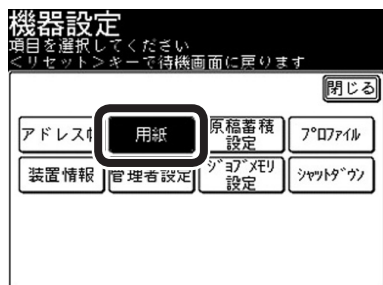 機器設定
項目を選択してください
<リセット>キーで待機画面に戻ります
閉じる
アドレス帳 用紙 原稿蓄積設定 プロファイル
装置情報 管理者設定 ジョブメモリ設定 シャットダウン